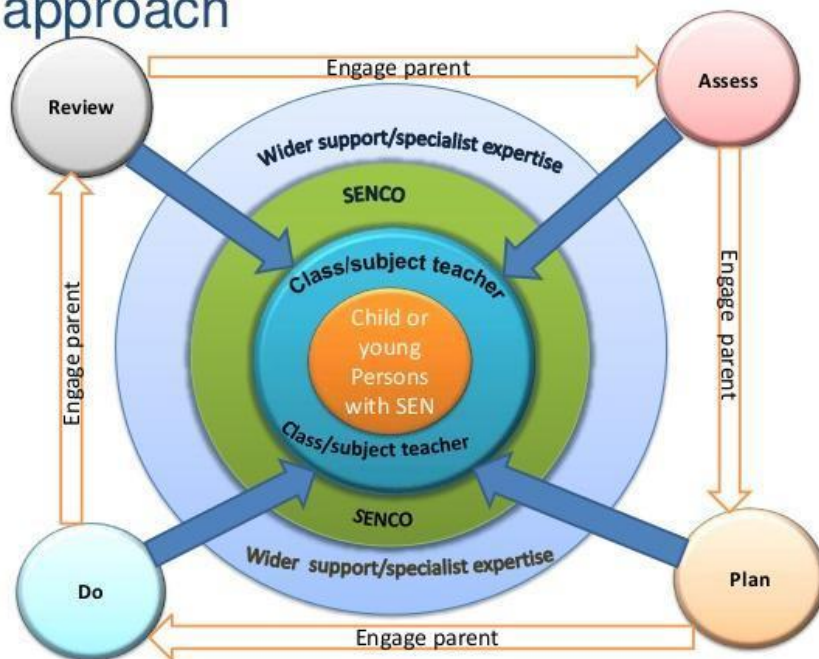 approach
Engage parent
Review
Assess
Wider support/specialist expertise
SENCO
Class/subject teacher
Child or
young
Persons
with SEN
Engage parent
Engage parent
Class/subject teacher
SENCO
Wider support/specialist expertise
Do
Plan
Engage parent